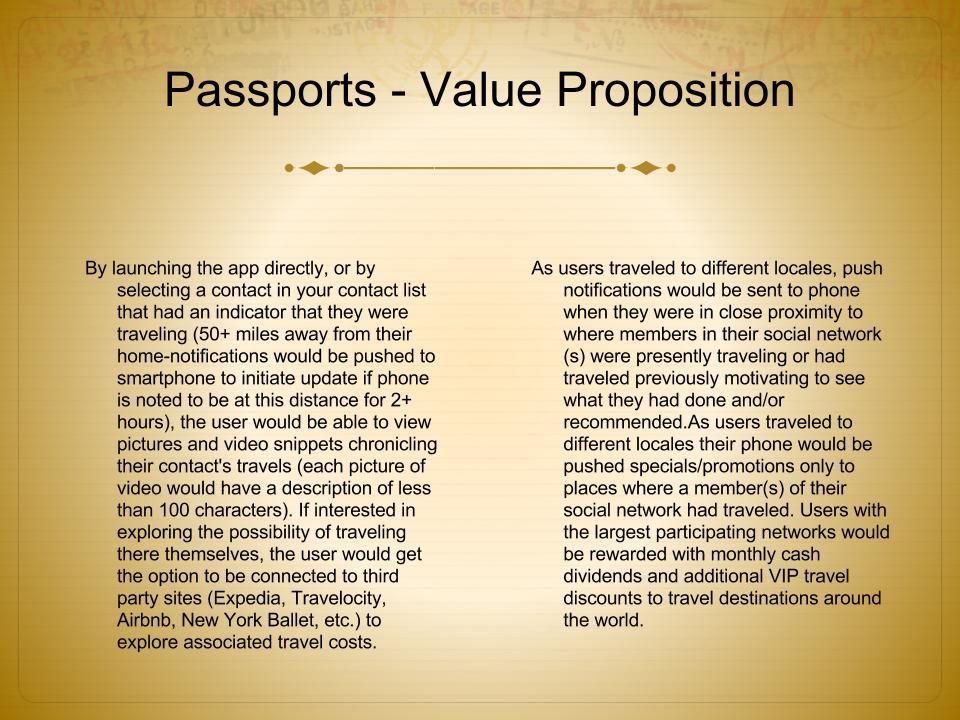 POSTAGE
POSTAGE
Passports - Value Proposition
By launching the app directly, or by
selecting a contact in your contact list
that had an indicator that they were
traveling (50+ miles away from their
home-notifications would be pushed to
smartphone to initiate update if phone
is noted to be at this distance for 2+
hours), the user would be able to view
pictures and video snippets chronicling
their contact's travels (each picture of
video would have a description of less
than 100 characters). If interested in
exploring the possibility of traveling
there themselves, the user would get
the option to be connected to third
party sites (Expedia, Travelocity,
Airbnb, New York Ballet, etc.) to
explore associated travel costs.
As users traveled to different locales, push
notifications would be sent to phone
when they were in close proximity to
where members in their social network
(s) were presently traveling or had
traveled previously motivating to see
what they had done and/or
recommended.As users traveled to
different locales their phone would be
pushed specials/promotions only to
places where a member(s) of their
social network had traveled. Users with
the largest participating networks would
be rewarded with monthly cash
dividends and additional VIP travel
discounts to travel destinations around
the world.